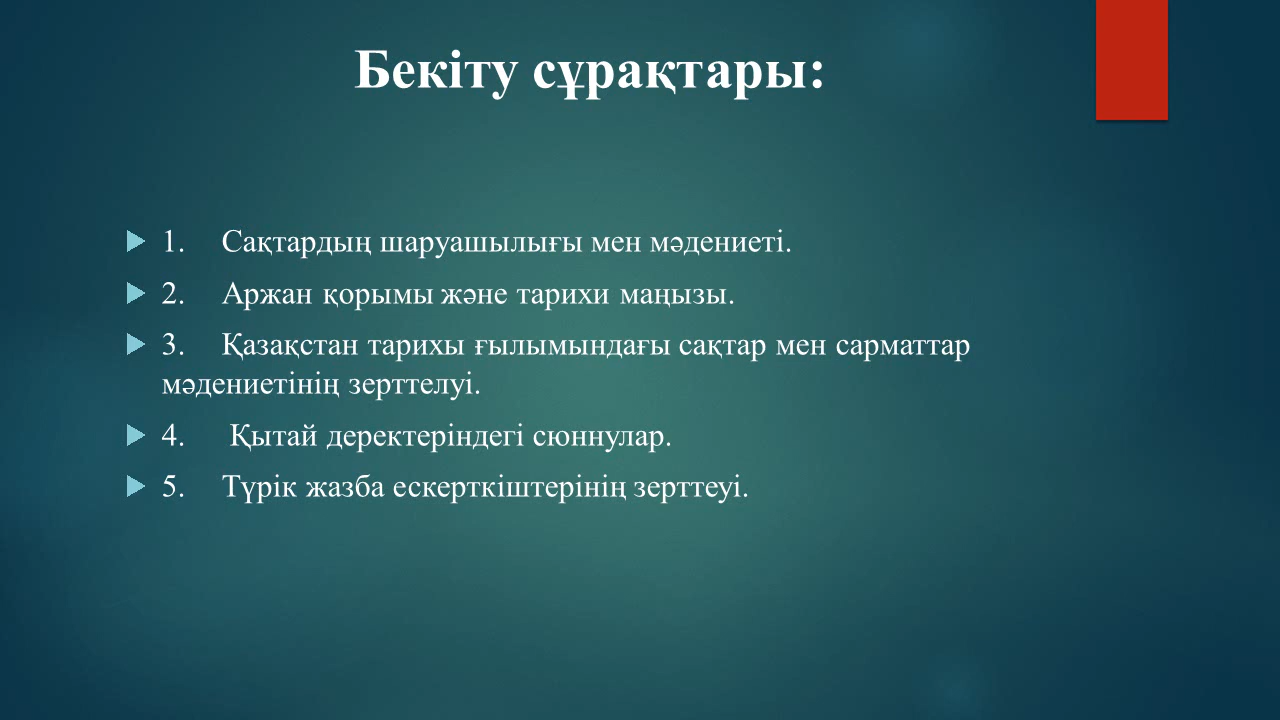 Бекіту сұрақтары:
1. Сақтардың шаруашылығы мен мәдениеті.
2. Аржан қорымы және тарихи маңызы.
3. Қазақстан тарихы ғылымындағы сақтар мен сарматтар
мәдениетінің зерттелуі.
4. Қытай деректеріндегі сюннулар.
5. Түрік жазба ескерткіштерінің зерттеуі.